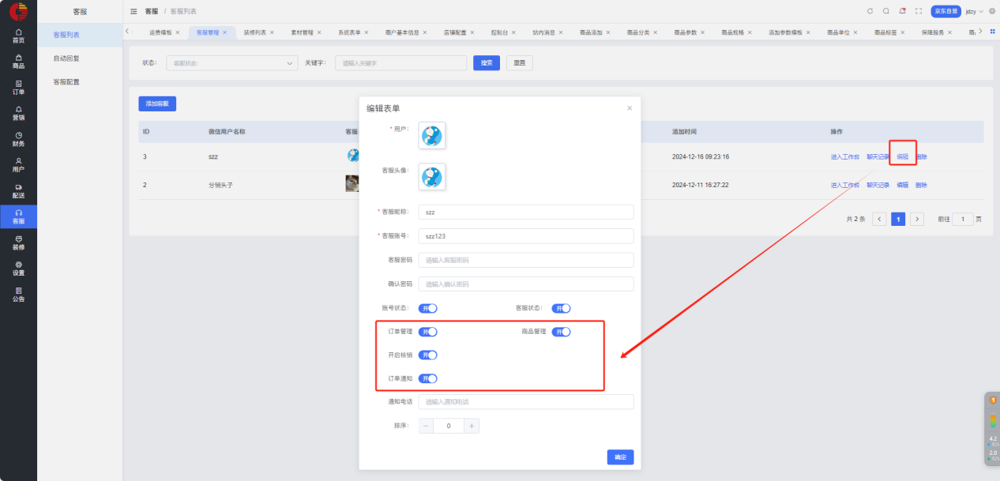 首页
商品
订单
营销
财务
用户
配送
客服
装修
设置
公告
客服
客服列表
自动回复
客服配置
客服 / 客服列表
京东自营 jdzy
运费模板 × 客服管理 × 装修列表 × 素材管理 × 系统表单 × 商户基本信息 × 店铺配置 × 控制台 × 站内消息 × 商品添加 × 商品分类 × 商品参数 × 商品规格 × 添加参数模板 × 商品单位 × 商品标签 × 保障服务 × 商
状态: 客服状态: 关键字: 请输入关键字 搜索 重置
添加客服
ID 微信用户名称 客服 添加时间 操作
3 szz 2024-12-16 09:23:16 进入工作台 聊天记录 编辑 删除
2 分销头子 2024-12-11 16:27:22 进入工作台 聊天记录 编辑 删除
共 2 条 1 前往 1 页
编辑表单 ×
* 用户:
客服头像:
* 客服昵称: szz
* 客服账号: szz123
客服密码 请输入客服密码
确认密码 请输入确认密码
账号状态: 开 客服状态: 开
订单管理 开 商品管理 开
开启核销 开
订单通知 开
通知电话 请输入通知电话
排序: − 0 +
确定
1
4.2
2.0